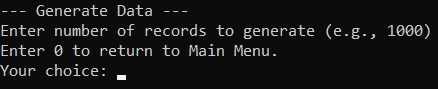 --- Generate Data ---
Enter number of records to generate (e.g., 1000)
Enter 0 to return to Main Menu.
Your choice: _